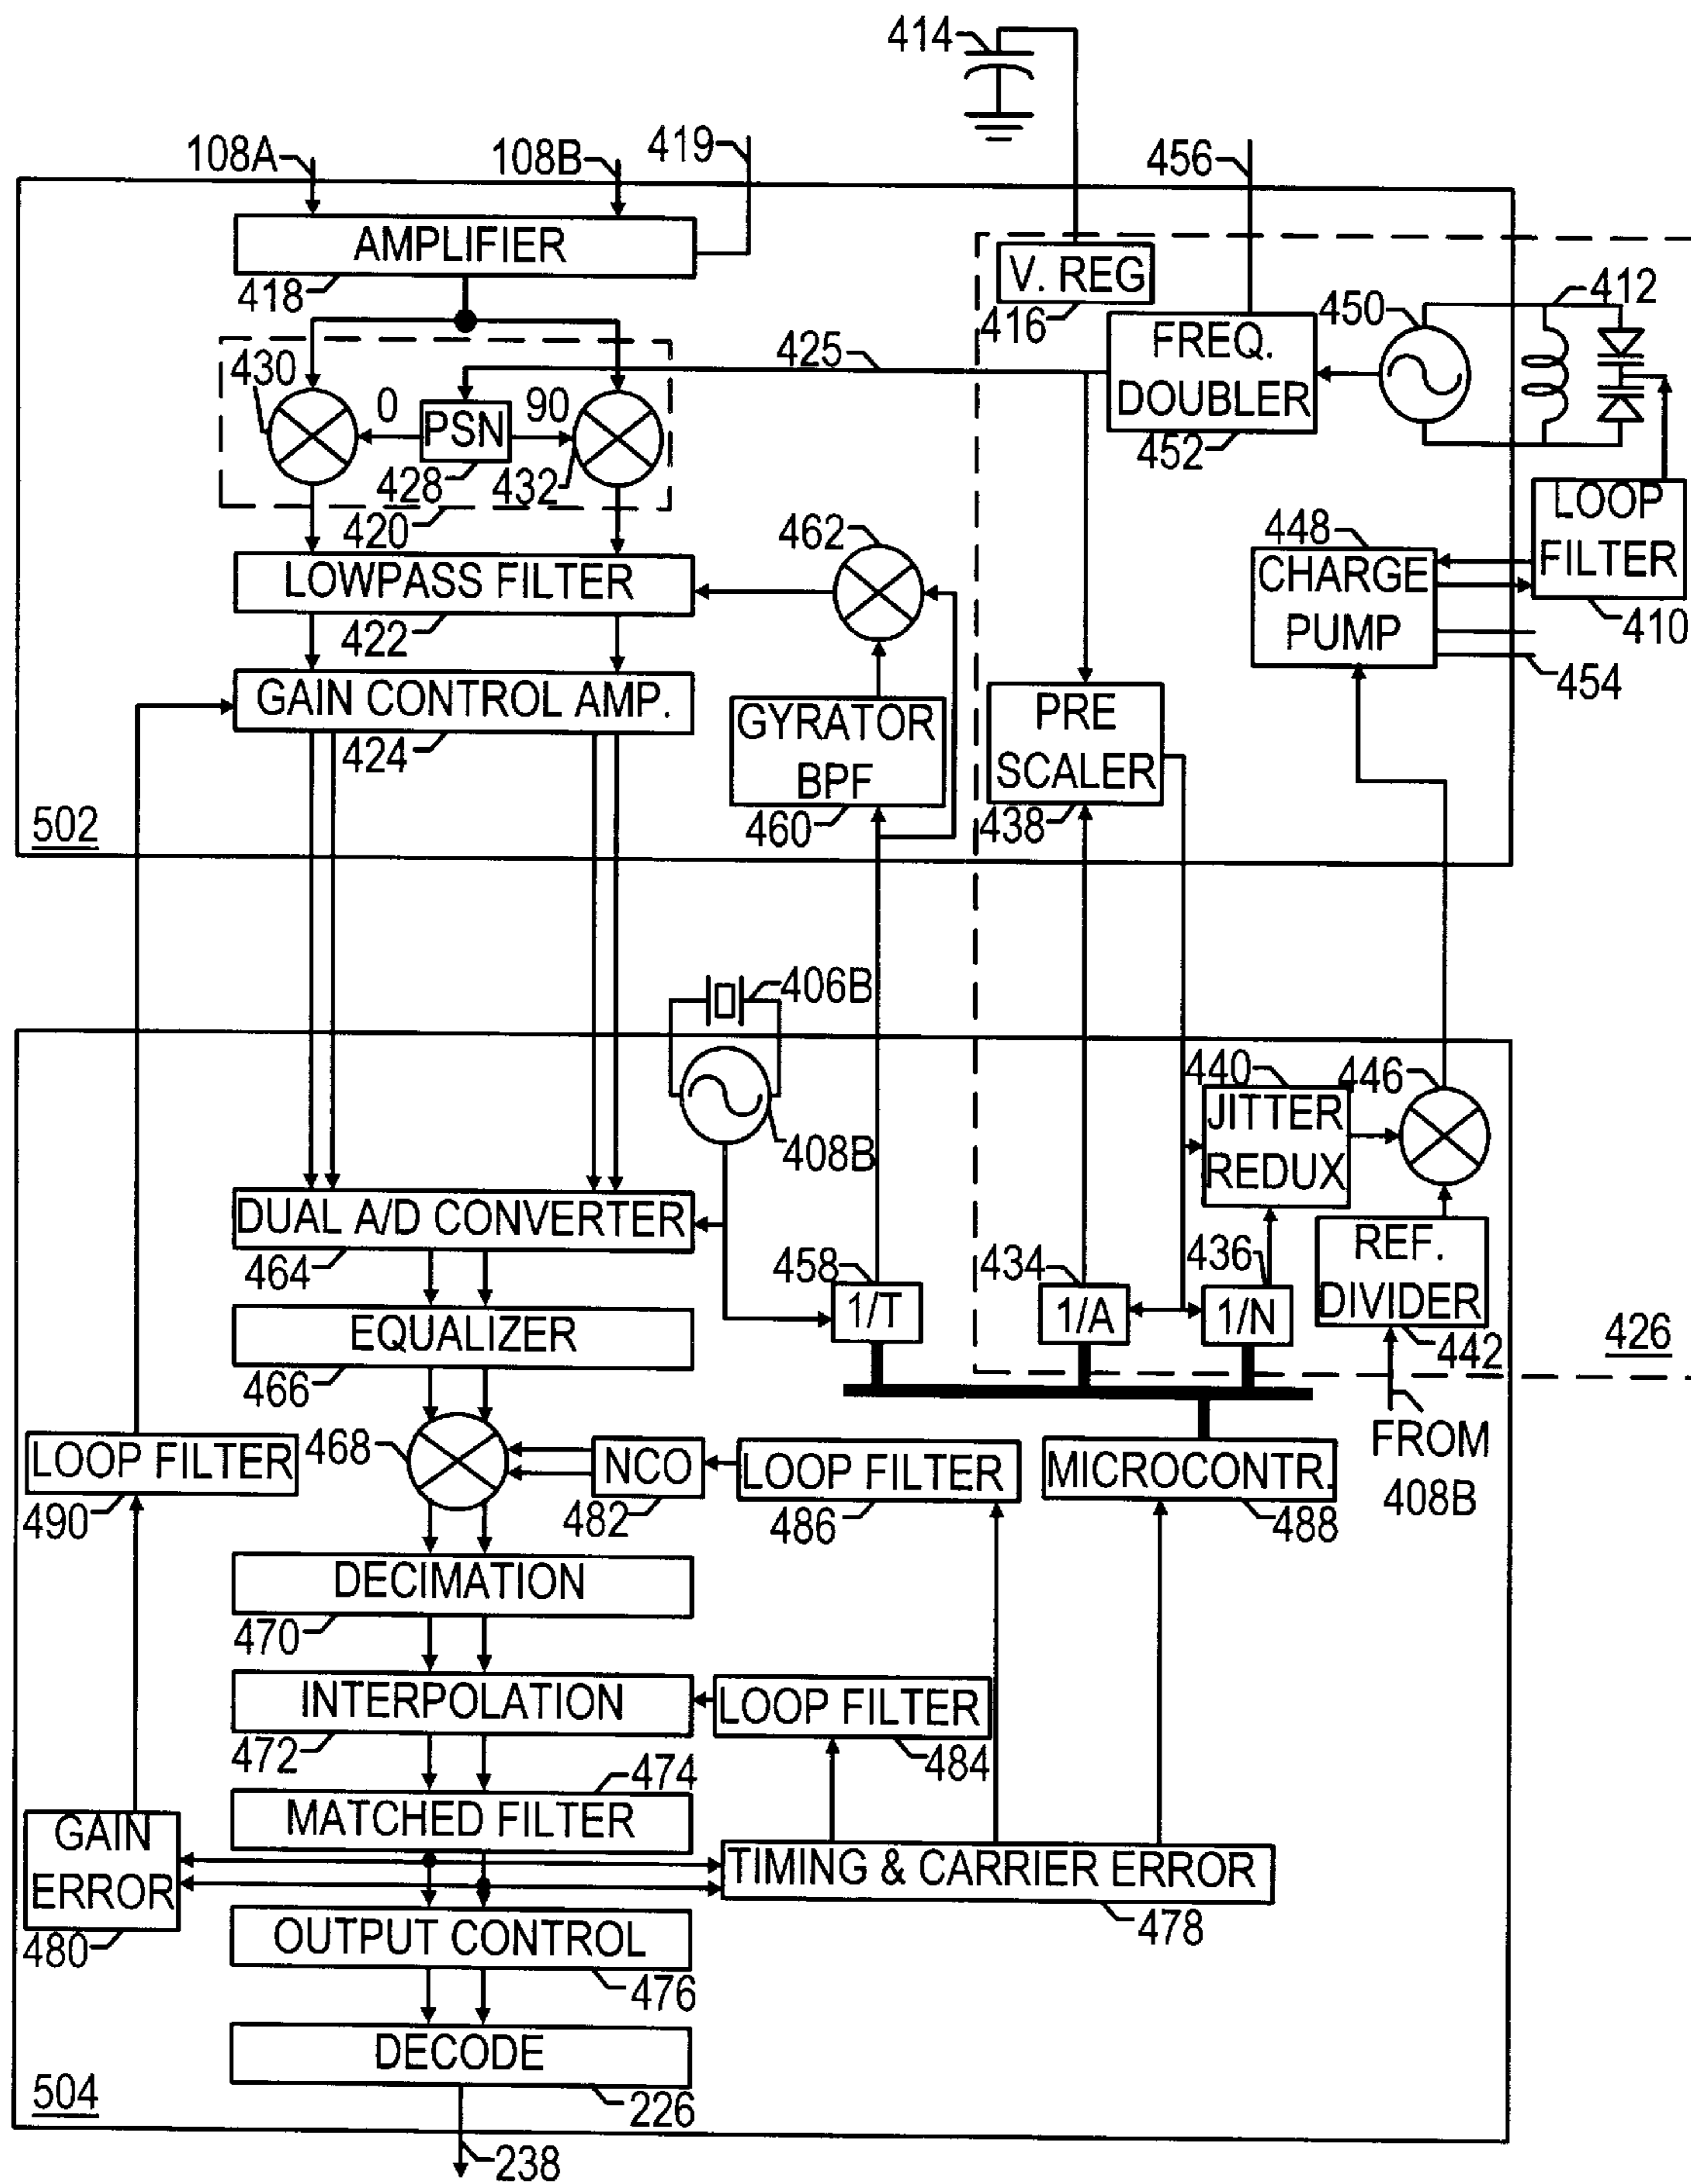 414
108A
108B
419
456
AMPLIFIER
418
V. REG
416
450
412
425
FREQ.
DOUBLER
452
430
0
PSN
90
428
432
420
462
448
LOOP
FILTER
410
LOWPASS FILTER
422
CHARGE
PUMP
454
GAIN CONTROL AMP.
424
GYRATOR
BPF
460
PRE
SCALER
438
502
406B
408B
440
446
JITTER
REDUX
DUAL A/D CONVERTER
464
458
434
436
REF.
DIVIDER
442
1/T
1/A
1/N
426
EQUALIZER
466
FROM
408B
468
LOOP FILTER
490
NCO
482
LOOP FILTER
486
MICROCONTR.
488
DECIMATION
470
INTERPOLATION
472
LOOP FILTER
484
474
MATCHED FILTER
GAIN
ERROR
480
TIMING & CARRIER ERROR
478
OUTPUT CONTROL
476
DECODE
226
504
238